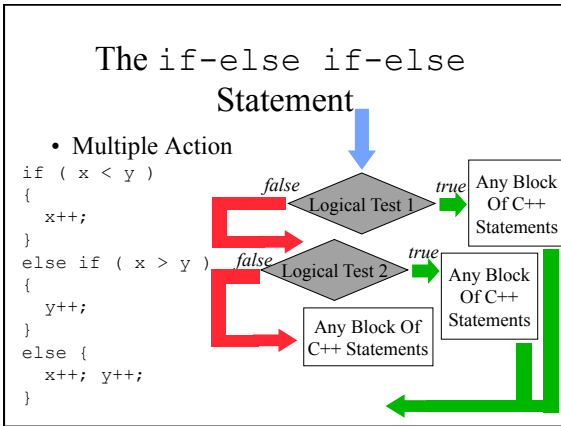 The if-else if-else
Statement
• Multiple Action
if ( x < y )
{
x++;
}
else if ( x > y )
{
y++;
}
else {
x++; y++;
}
false
Logical Test 1
true
Any Block
Of C++
Statements
false
Logical Test 2
true
Any Block
Of C++
Statements
Any Block Of
C++ Statements